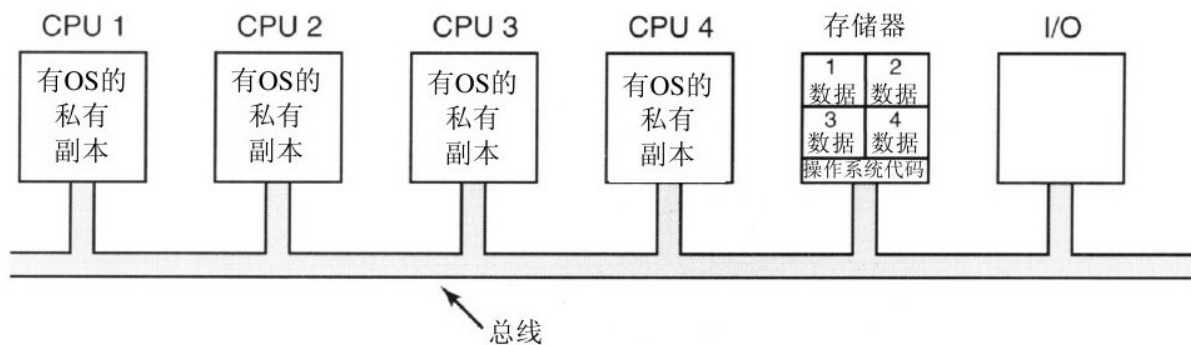 CPU 1
CPU 2
CPU 3
CPU 4
存储器
I/O
有OS的
私有
副本
有OS的
私有
副本
有OS的
私有
副本
有OS的
私有
副本
1
数据
2
数据
3
数据
4
数据
操作系统代码
总线